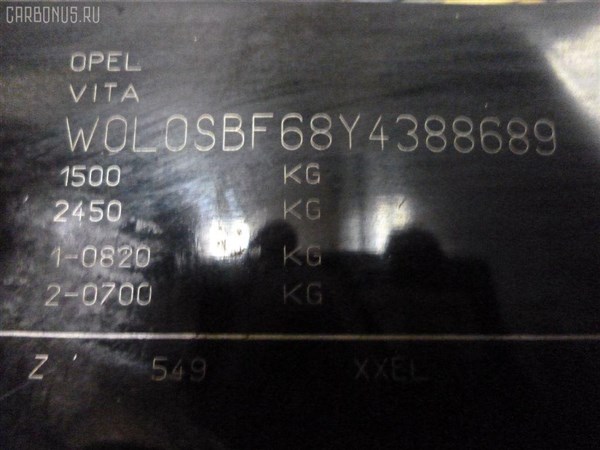 CARBONUS.RU
OPEL
VITA
W0L0SBF68Y4388689
1500 KG
2450 KG
1-0820 KG
2-0700 KG
Z 549 XXEL